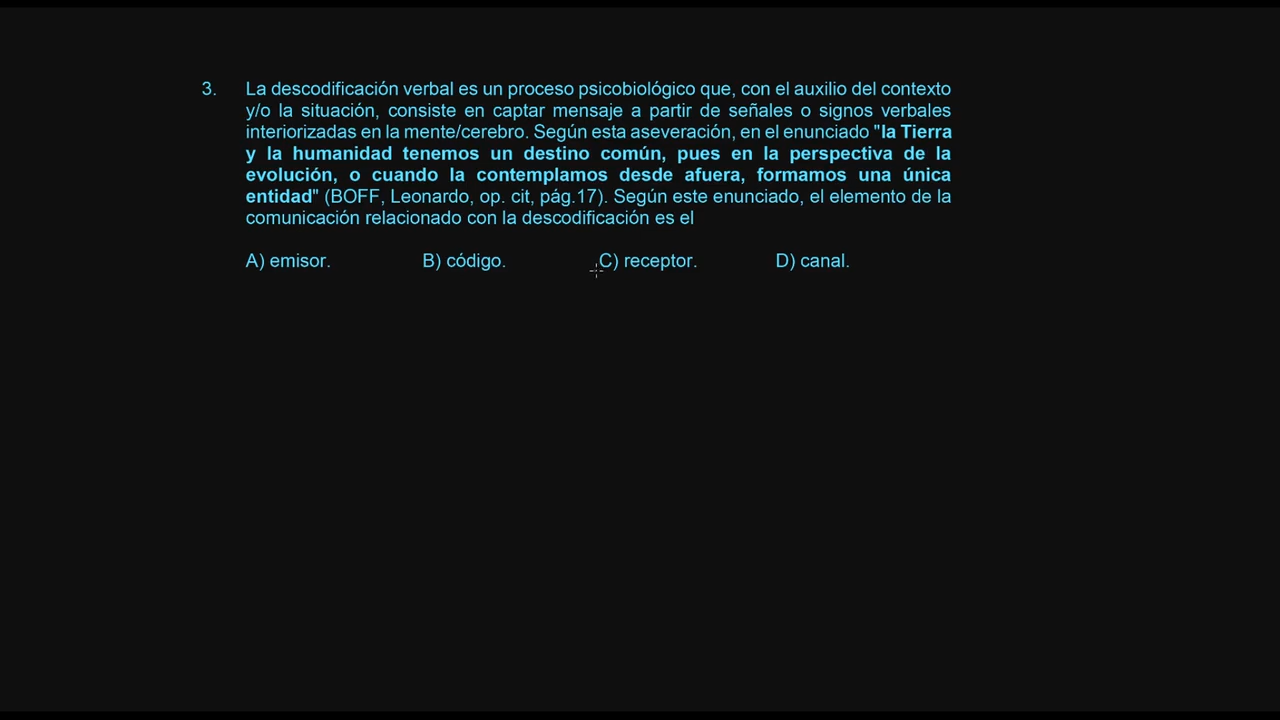 3. La descodificación verbal es un proceso psicobiológico que, con el auxilio del contexto
y/o la situación, consiste en captar mensaje a partir de señales o signos verbales
interiorizadas en la mente/cerebro. Según esta aseveración, en el enunciado "la Tierra
y la humanidad tenemos un destino común, pues en la perspectiva de la
evolución, o cuando la contemplamos desde afuera, formamos una única
entidad" (BOFF, Leonardo, op. cit, pág.17). Según este enunciado, el elemento de la
comunicación relacionado con la descodificación es el
A) emisor. B) código. C) receptor. D) canal.